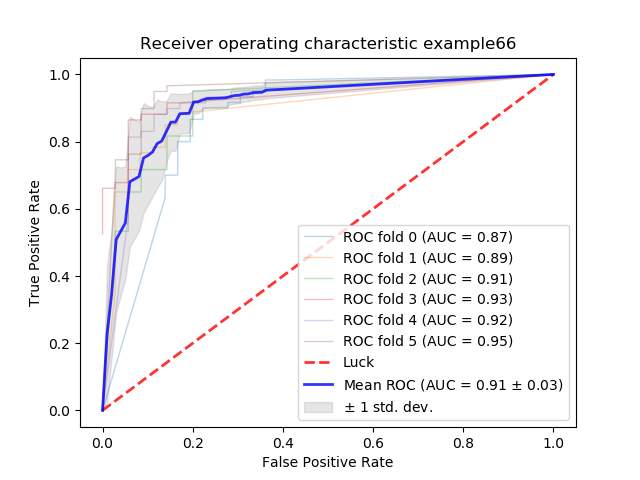 Receiver operating characteristic example66
True Positive Rate
1.0
0.8
0.6
0.4
0.2
0.0
ROC fold 0 (AUC = 0.87)
ROC fold 1 (AUC = 0.89)
ROC fold 2 (AUC = 0.91)
ROC fold 3 (AUC = 0.93)
ROC fold 4 (AUC = 0.92)
ROC fold 5 (AUC = 0.95)
Luck
Mean ROC (AUC = 0.91 ± 0.03)
± 1 std. dev.
0.0 0.2 0.4 0.6 0.8 1.0
False Positive Rate